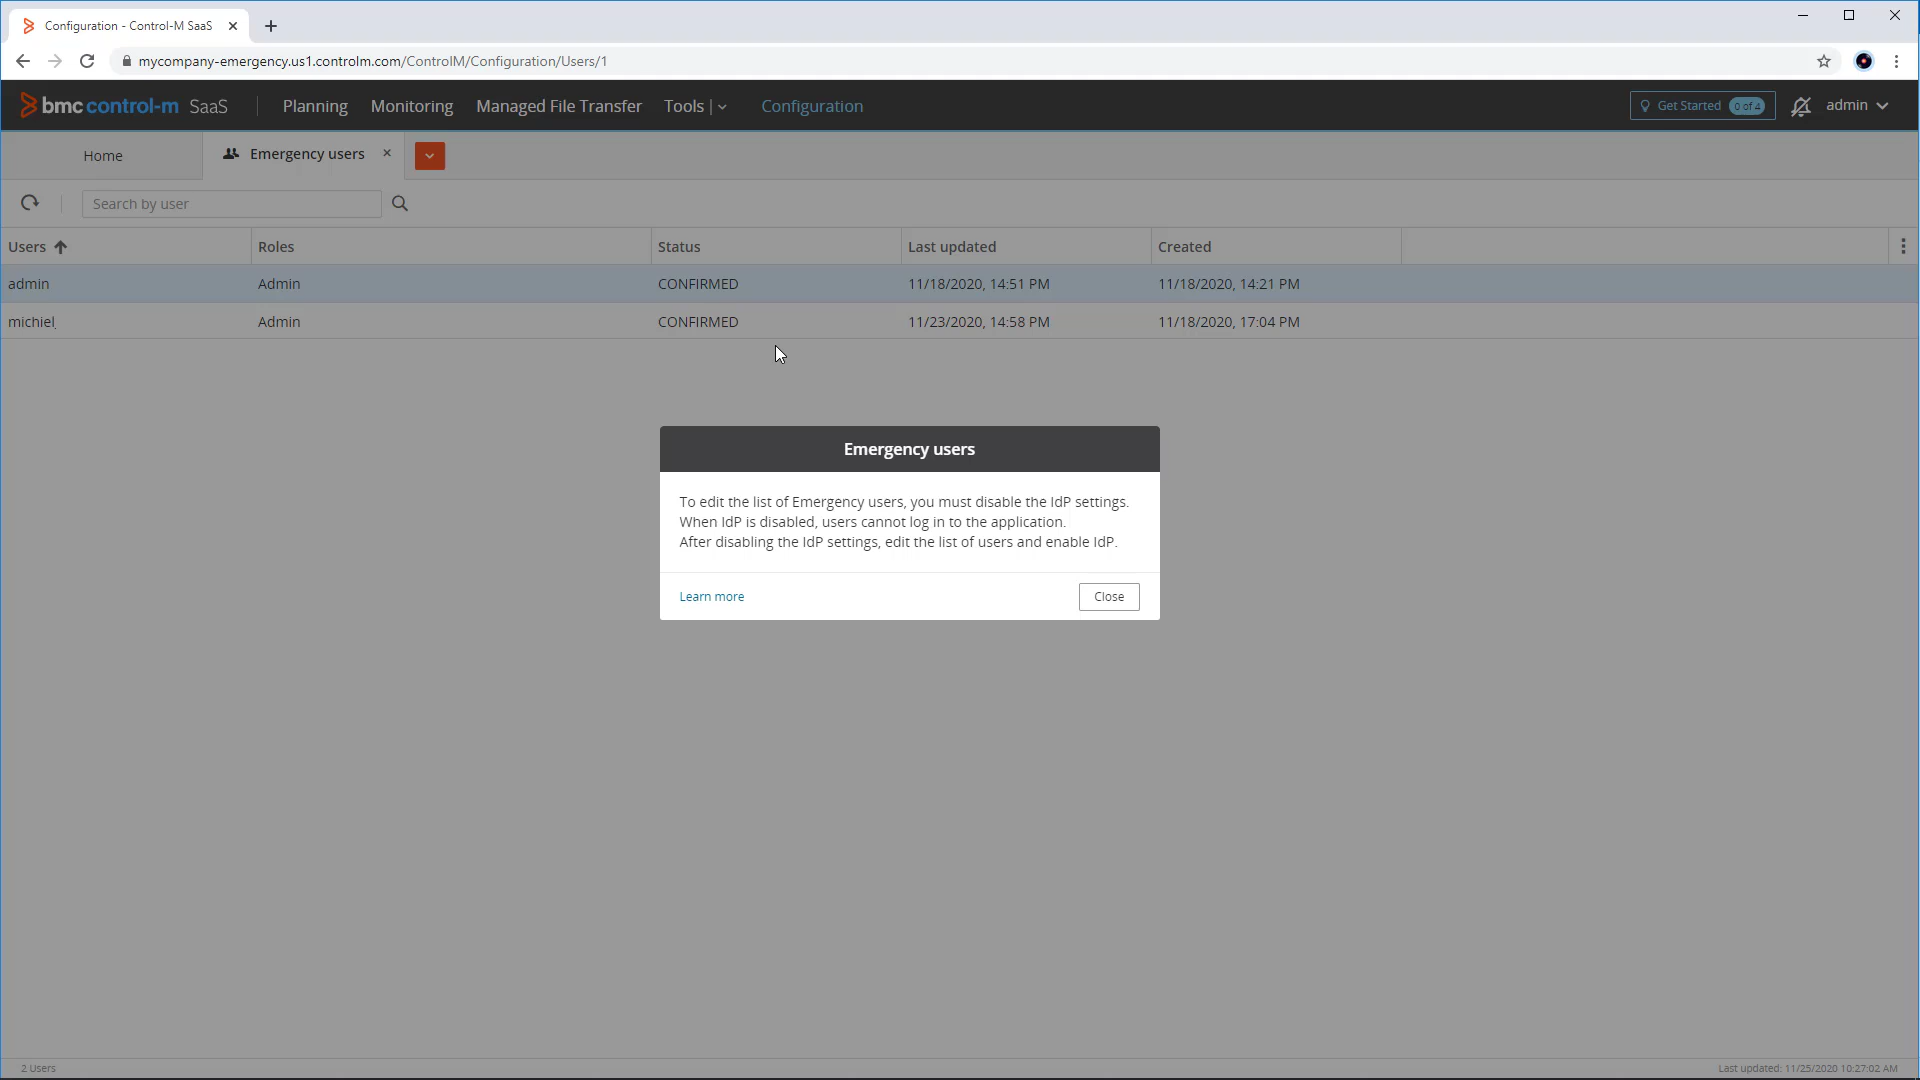 Configuration - Control-M SaaS
mycompany-emergency.us1.controlm.com/ControlM/Configuration/Users/1
bmc control-m SaaS Planning Monitoring Managed File Transfer Tools Configuration Get Started 0 of 4 admin
Home Emergency users
Search by user
Users Roles Status Last updated Created
admin Admin CONFIRMED 11/18/2020, 14:51 PM 11/18/2020, 14:21 PM
michiel Admin CONFIRMED 11/23/2020, 14:58 PM 11/18/2020, 17:04 PM
Emergency users
To edit the list of Emergency users, you must disable the IdP settings.
When IdP is disabled, users cannot log in to the application.
After disabling the IdP settings, edit the list of users and enable IdP.
Learn more Close
2 Users Last updated: 11/25/2020 10:27:02 AM